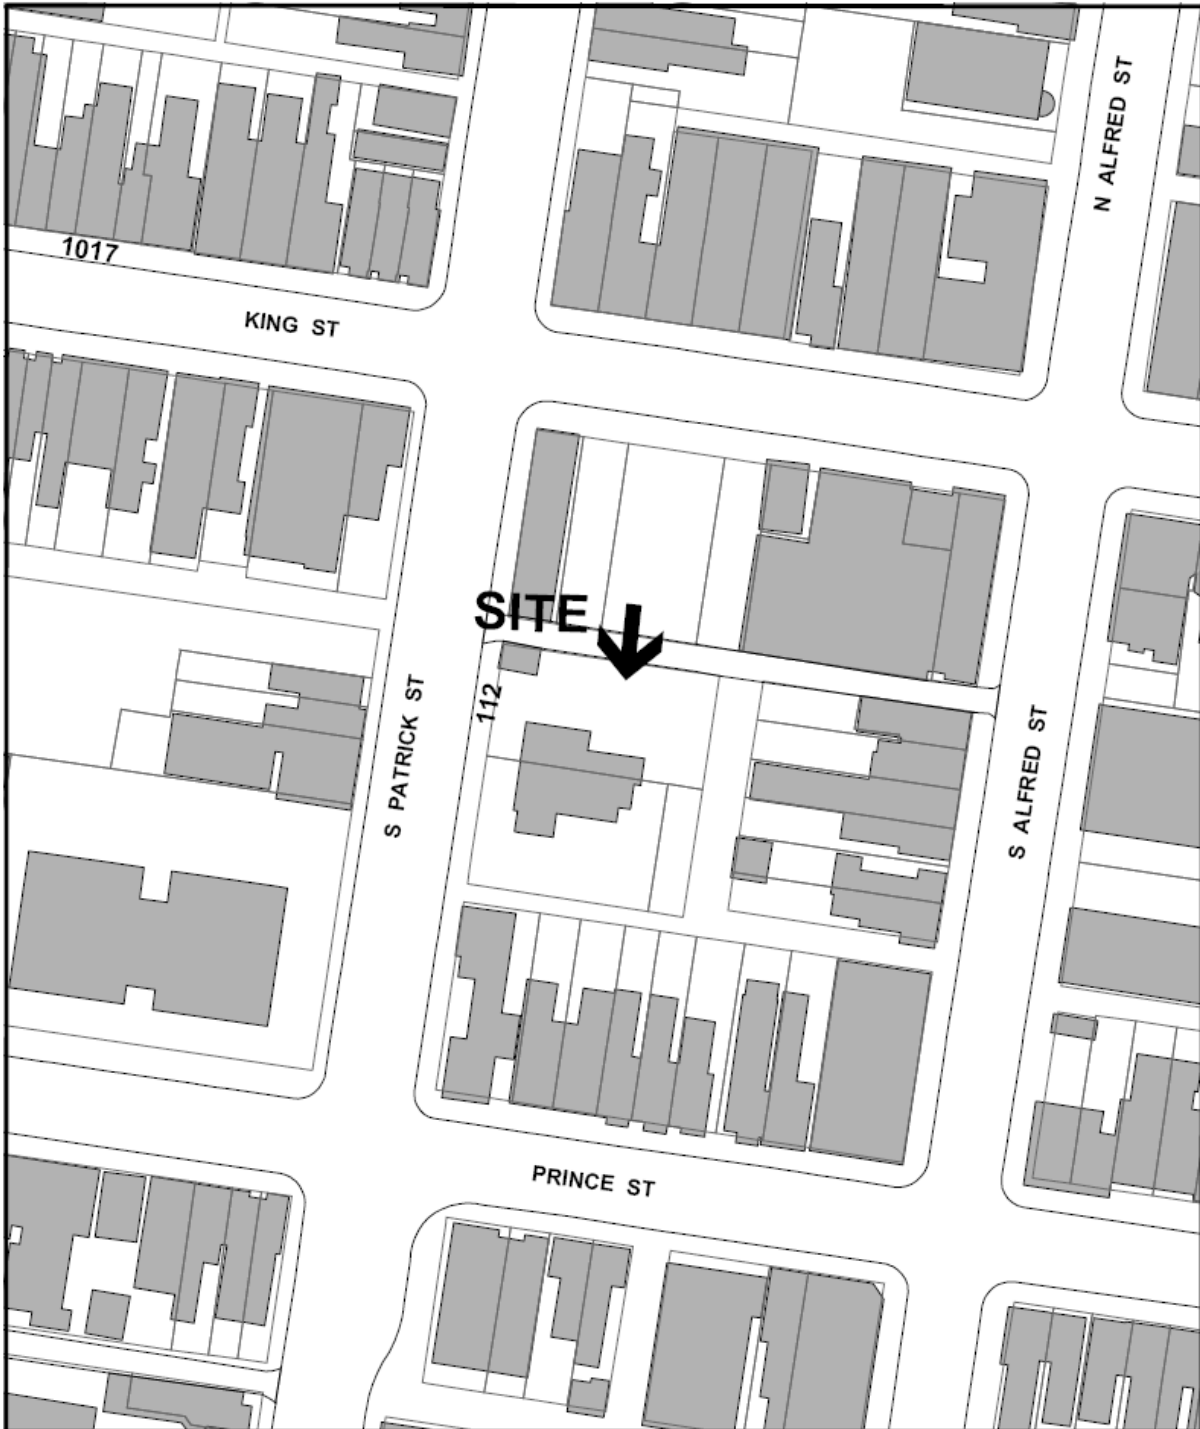 N ALFRED ST
1017
KING ST
SITE
112
S PATRICK ST
S ALFRED ST
PRINCE ST